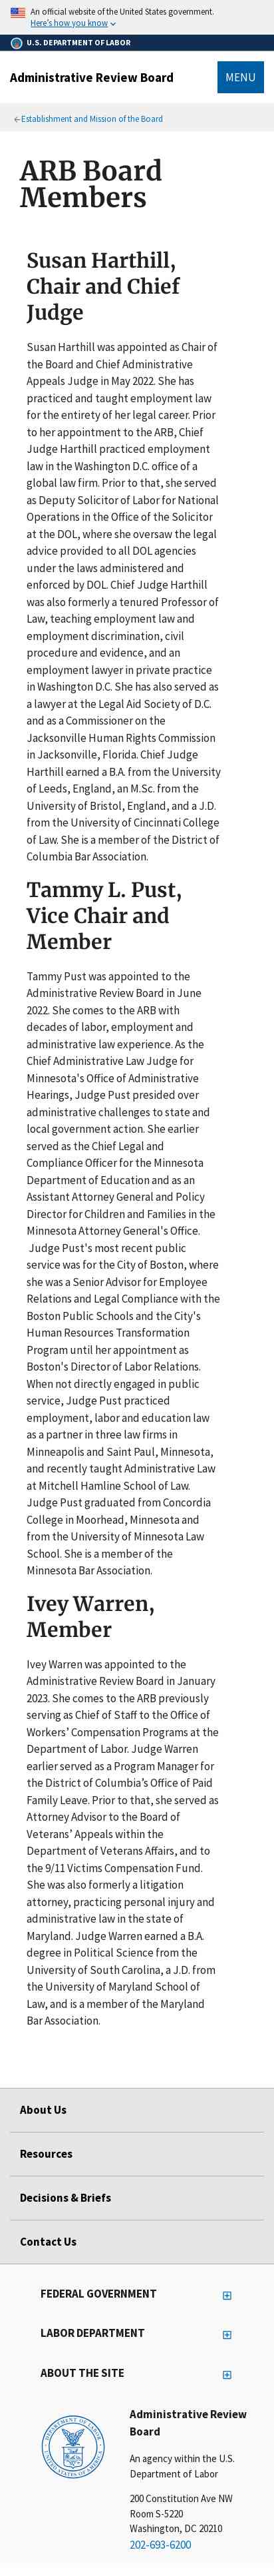 An official website of the United States government.
Here's how you know
U.S. DEPARTMENT OF LABOR
Administrative Review Board
MENU
Establishment and Mission of the Board
ARB Board
Members
Susan Harthill,
Chair and Chief
Judge
Susan Harthill was appointed as Chair of
the Board and Chief Administrative
Appeals Judge in May 2022. She has
practiced and taught employment law
for the entirety of her legal career. Prior
to her appointment to the ARB, Chief
Judge Harthill practiced employment
law in the Washington D.C. office of a
global law firm. Prior to that, she served
as Deputy Solicitor of Labor for National
Operations in the Office of the Solicitor
at the DOL, where she oversaw the legal
advice provided to all DOL agencies
under the laws administered and
enforced by DOL. Chief Judge Harthill
was also formerly a tenured Professor of
Law, teaching employment law and
employment discrimination, civil
procedure and evidence, and an
employment lawyer in private practice
in Washington D.C. She has also served as
a lawyer at the Legal Aid Society of D.C.
and as a Commissioner on the
Jacksonville Human Rights Commission
in Jacksonville, Florida. Chief Judge
Harthill earned a B.A. from the University
of Leeds, England, an M.Sc. from the
University of Bristol, England, and a J.D.
from the University of Cincinnati College
of Law. She is a member of the District of
Columbia Bar Association.
Tammy L. Pust,
Vice Chair and
Member
Tammy Pust was appointed to the
Administrative Review Board in June
2022. She comes to the ARB with
decades of labor, employment and
administrative law experience. As the
Chief Administrative Law Judge for
Minnesota's Office of Administrative
Hearings, Judge Pust presided over
administrative challenges to state and
local government action. She earlier
served as the Chief Legal and
Compliance Officer for the Minnesota
Department of Education and as an
Assistant Attorney General and Policy
Director for Children and Families in the
Minnesota Attorney General's Office.
Judge Pust's most recent public
service was for the City of Boston, where
she was a Senior Advisor for Employee
Relations and Legal Compliance with the
Boston Public Schools and the City's
Human Resources Transformation
Program until her appointment as
Boston's Director of Labor Relations.
When not directly engaged in public
service, Judge Pust practiced
employment, labor and education law
as a partner in three law firms in
Minneapolis and Saint Paul, Minnesota,
and recently taught Administrative Law
at Mitchell Hamline School of Law.
Judge Pust graduated from Concordia
College in Moorhead, Minnesota and
from the University of Minnesota Law
School. She is a member of the
Minnesota Bar Association.
Ivey Warren,
Member
Ivey Warren was appointed to the
Administrative Review Board in January
2023. She comes to the ARB previously
serving as Chief of Staff to the Office of
Workers’ Compensation Programs at the
Department of Labor. Judge Warren
earlier served as a Program Manager for
the District of Columbia’s Office of Paid
Family Leave. Prior to that, she served as
Attorney Advisor to the Board of
Veterans’ Appeals within the
Department of Veterans Affairs, and to
the 9/11 Victims Compensation Fund.
She was also formerly a litigation
attorney, practicing personal injury and
administrative law in the state of
Maryland. Judge Warren earned a B.A.
degree in Political Science from the
University of South Carolina, a J.D. from
the University of Maryland School of
Law, and is a member of the Maryland
Bar Association.
About Us
Resources
Decisions & Briefs
Contact Us
FEDERAL GOVERNMENT
LABOR DEPARTMENT
ABOUT THE SITE
DEPARTMENT OF LABOR
UNITED STATES OF AMERICA
Administrative Review
Board
An agency within the U.S.
Department of Labor
200 Constitution Ave NW
Room S-5220
Washington, DC 20210
202-693-6200